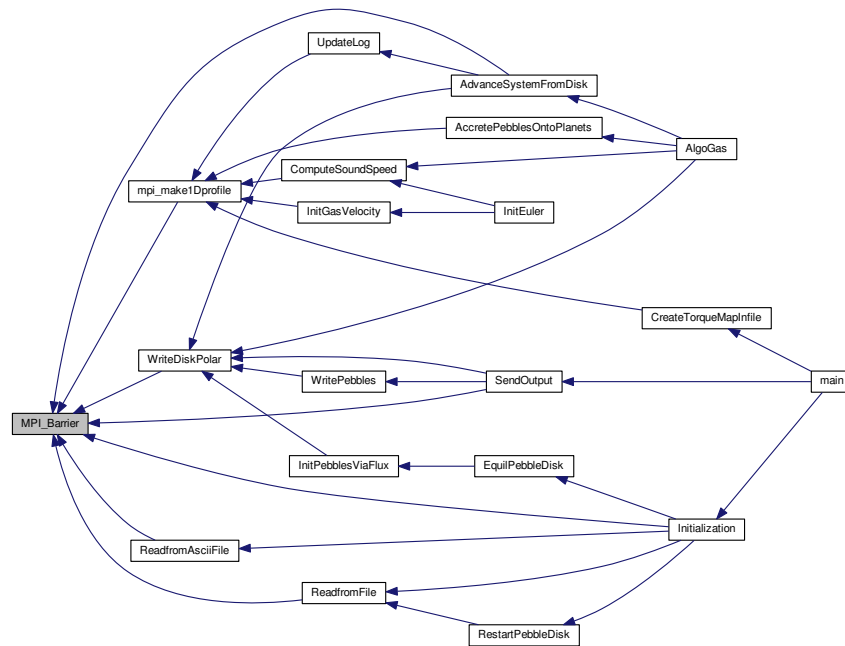 UpdateLog
AdvanceSystemFromDisk
AccretePebblesOntoPlanets
AlgoGas
ComputeSoundSpeed
mpi_make1Dprofile
InitGasVelocity
InitEuler
CreateTorqueMapInfile
WriteDiskPolar
WritePebbles
SendOutput
main
MPI_Barrier
InitPebblesViaFlux
EquilPebbleDisk
Initialization
ReadfromAsciiFile
ReadfromFile
RestartPebbleDisk